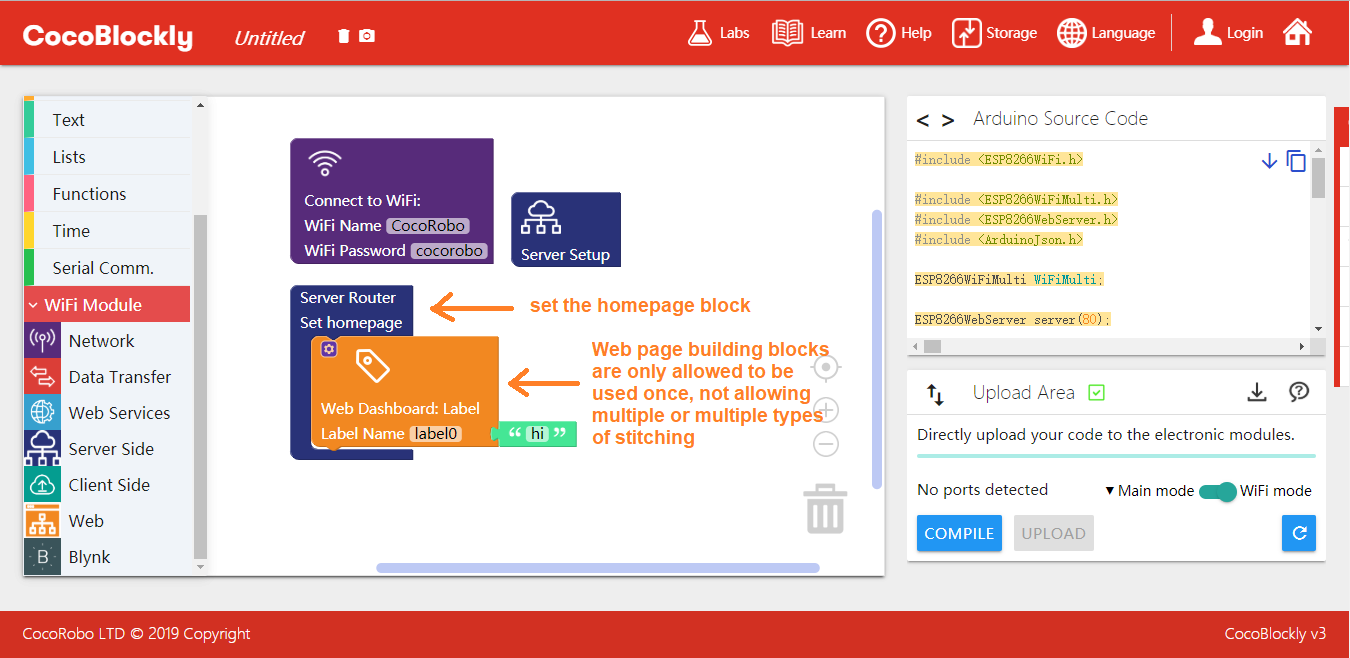 CocoBlockly
Untitled
Labs
Learn
Help
Storage
Language
Login
Text
Lists
Functions
Time
Serial Comm.
WiFi Module
Network
Data Transfer
Web Services
Server Side
Client Side
Web
B Blynk
Connect to WiFi:
WiFi Name CocoRobo
WiFi Password cocorobo
Server Setup
Server Router
Set homepage
set the homepage block
Web Dashboard: Label
Label Name label0
“ hi ”
Web page building blocks
are only allowed to be
used once, not allowing
multiple or multiple types
of stitching
< > Arduino Source Code
#include <ESP8266WiFi.h>
#include <ESP8266WiFiMulti.h>
#include <ESP8266WebServer.h>
#include <ArduinoJson.h>
ESP8266WiFiMulti WiFiMulti;
ESP8266WebServer server(80);
Upload Area
Directly upload your code to the electronic modules.
No ports detected
Main mode
WiFi mode
COMPILE
UPLOAD
CocoRobo LTD © 2019 Copyright
CocoBlockly v3